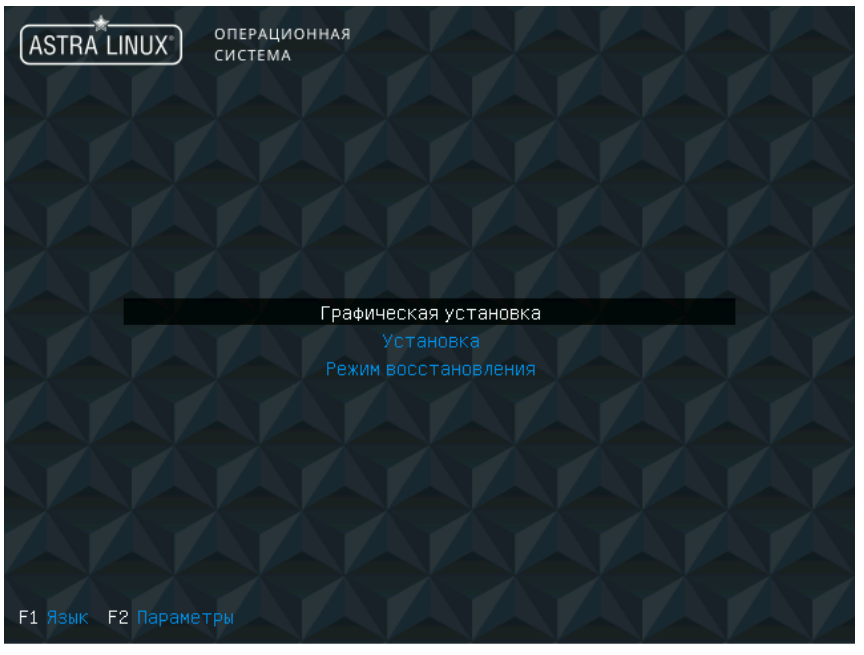 ASTRA LINUX®
ОПЕРАЦИОННАЯ
СИСТЕМА
Графическая установка
Установка
Режим восстановления
F1 Язык F2 Параметры